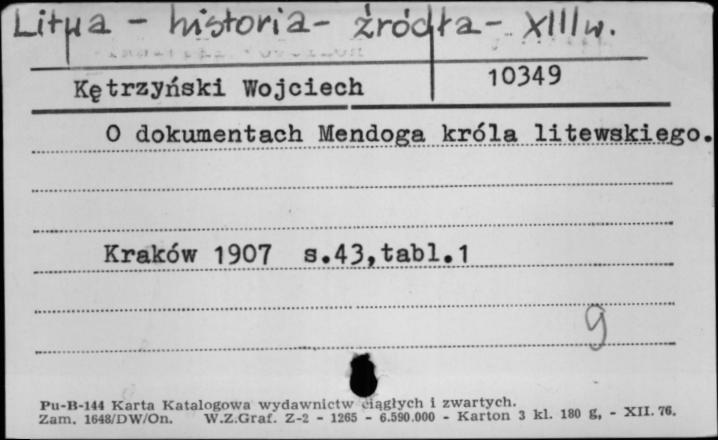 Litwa - historia - źródła - XIII w.
Kętrzyński Wojciech 10349
O dokumentach Mendoga króla litewskiego.
Kraków 1907 s.43,tabl.1
g
Pu-B-144 Karta Katalogowa wydawnictw ciągłych i zwartych.
Zam. 1648/DW/On. W.Z.Graf. Z-2 - 1265 - 6.590.000 - Karton 3 kl. 180 g, - XII. 76.